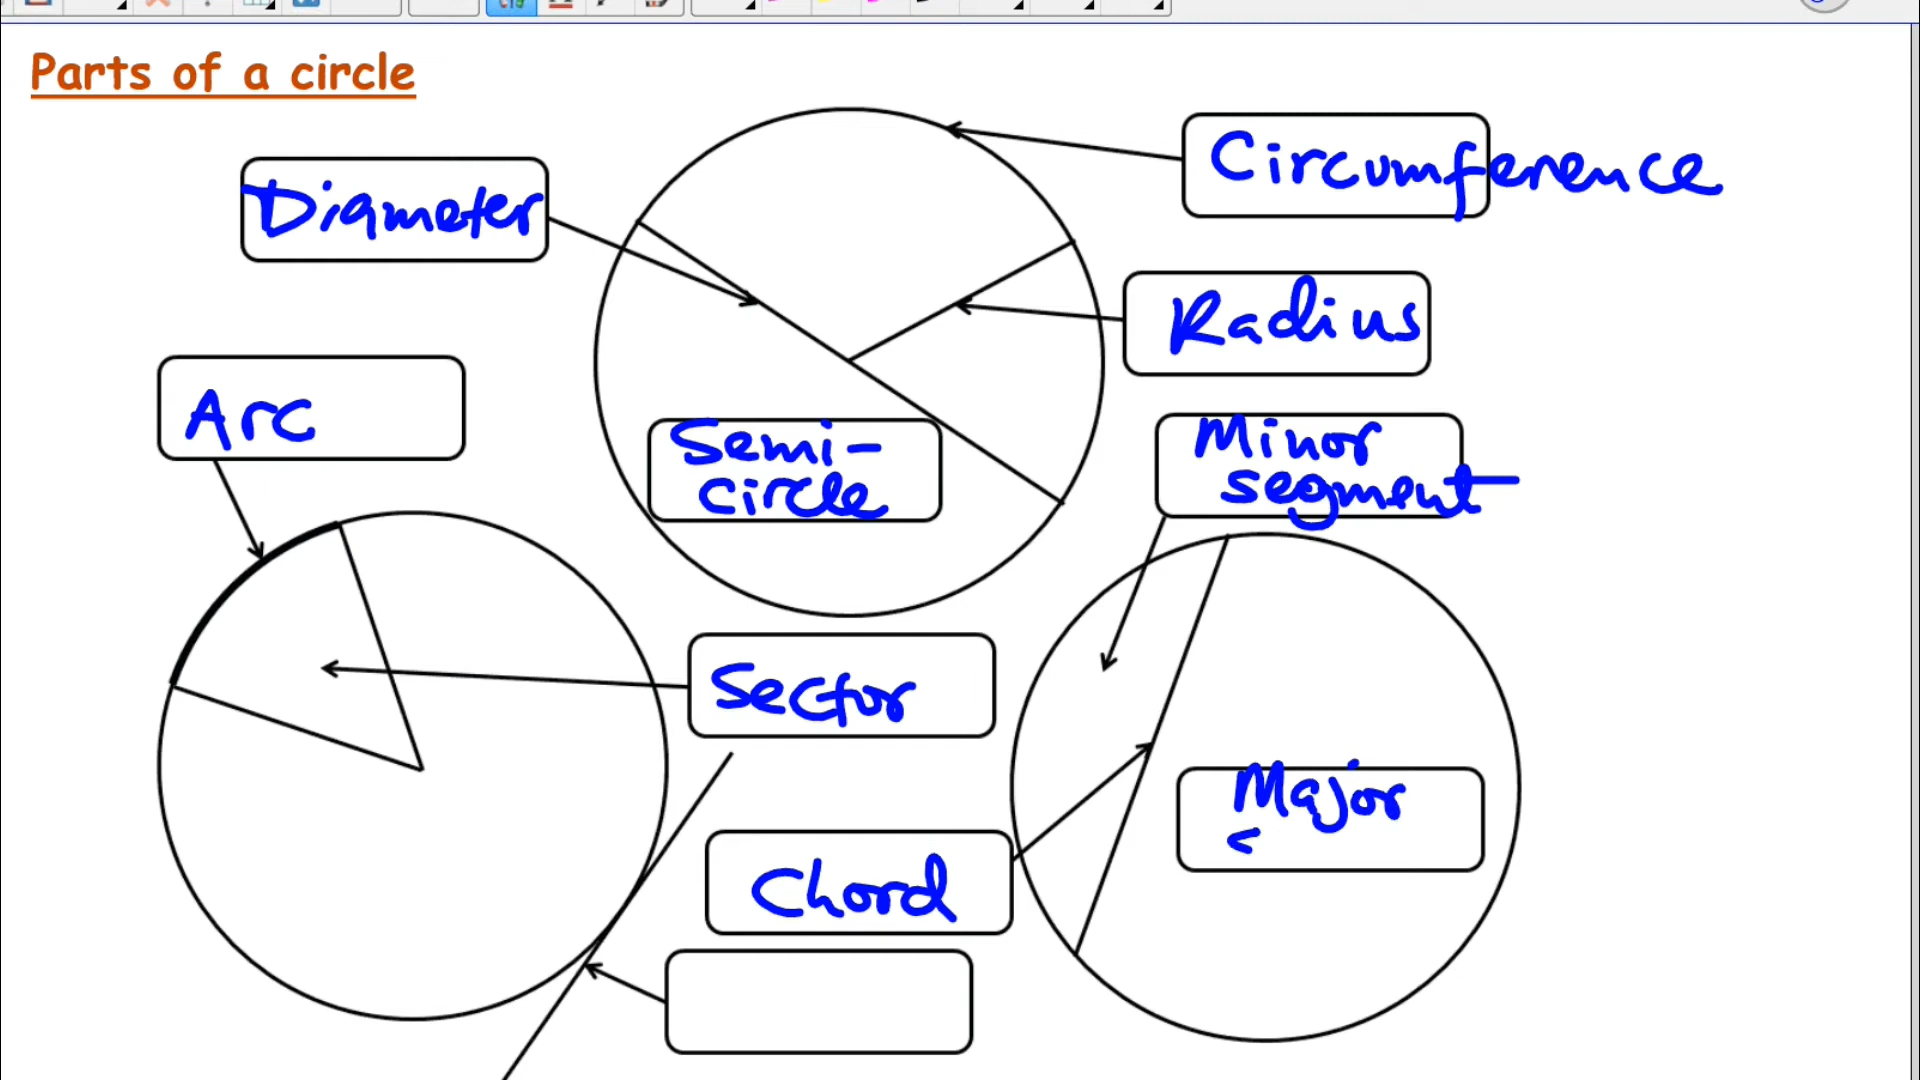 Parts of a circle
Circumference
Diameter
Radius
Arc
Semi-
circle
Minor
segment
Sector
Major
Chord